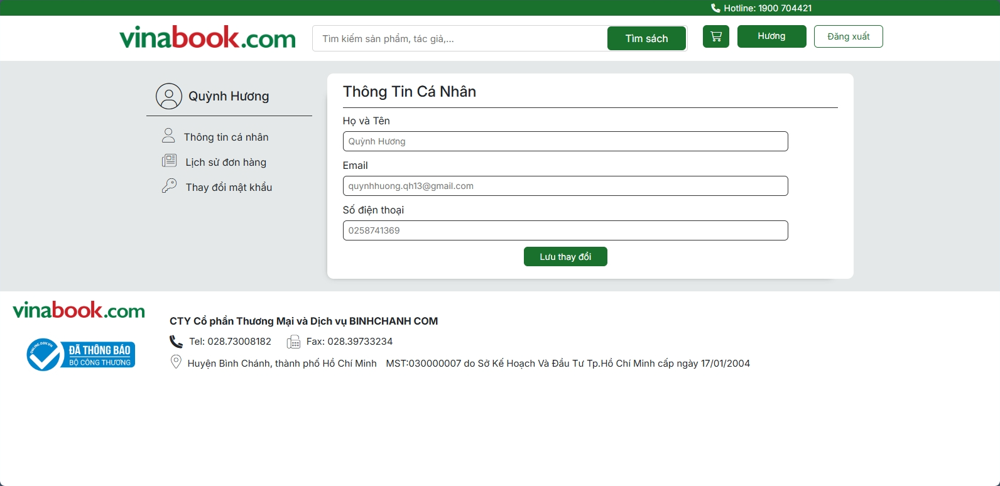 Hotline: 1900 704421
vinabook.com
Tìm kiếm sản phẩm, tác giả,...
Tìm sách
Hương
Đăng xuất
Quỳnh Hương
Thông tin cá nhân
Lịch sử đơn hàng
Thay đổi mật khẩu
Thông Tin Cá Nhân
Họ và Tên
Quỳnh Hương
Email
quynhhuong.qh13@gmail.com
Số điện thoại
0258741369
Lưu thay đổi
vinabook.com
ONLINE.GOV.VN
ĐÃ THÔNG BÁO
BỘ CÔNG THƯƠNG
CTY Cổ phần Thương Mại và Dịch vụ BINHCHANH COM
Tel: 028.73008182 Fax: 028.39733234
Huyện Bình Chánh, thành phố Hồ Chí Minh MST:030000007 do Sở Kế Hoạch Và Đầu Tư Tp.Hồ Chí Minh cấp ngày 17/01/2004